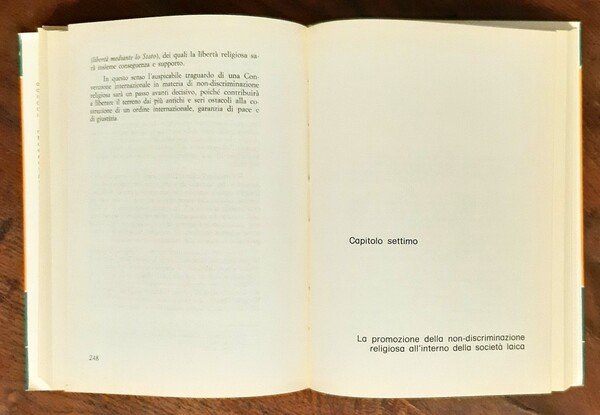 (libertà mediante lo Stato), dei quali la libertà religiosa sa-
rà insieme conseguenza e supporto.
In questo senso l'auspicabile traguardo di una Con-
venzione internazionale in materia di non-discriminazione
religiosa sarà un passo avanti decisivo, poiché contribuirà
a liberare il terreno dai più antichi e seri ostacoli alla co-
struzione di un ordine internazionale, garanzia di pace e
di giustizia.
248
Capitolo settimo
La promozione della non-discriminazione
religiosa all'interno della società laica